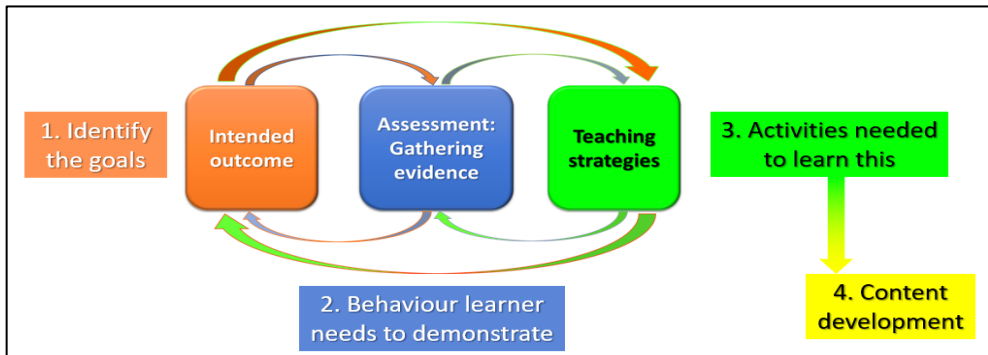 1. Identify
the goals
Intended
outcome
Assessment:
Gathering
evidence
Teaching
strategies
3. Activities needed
to learn this
2. Behaviour learner
needs to demonstrate
4. Content
development